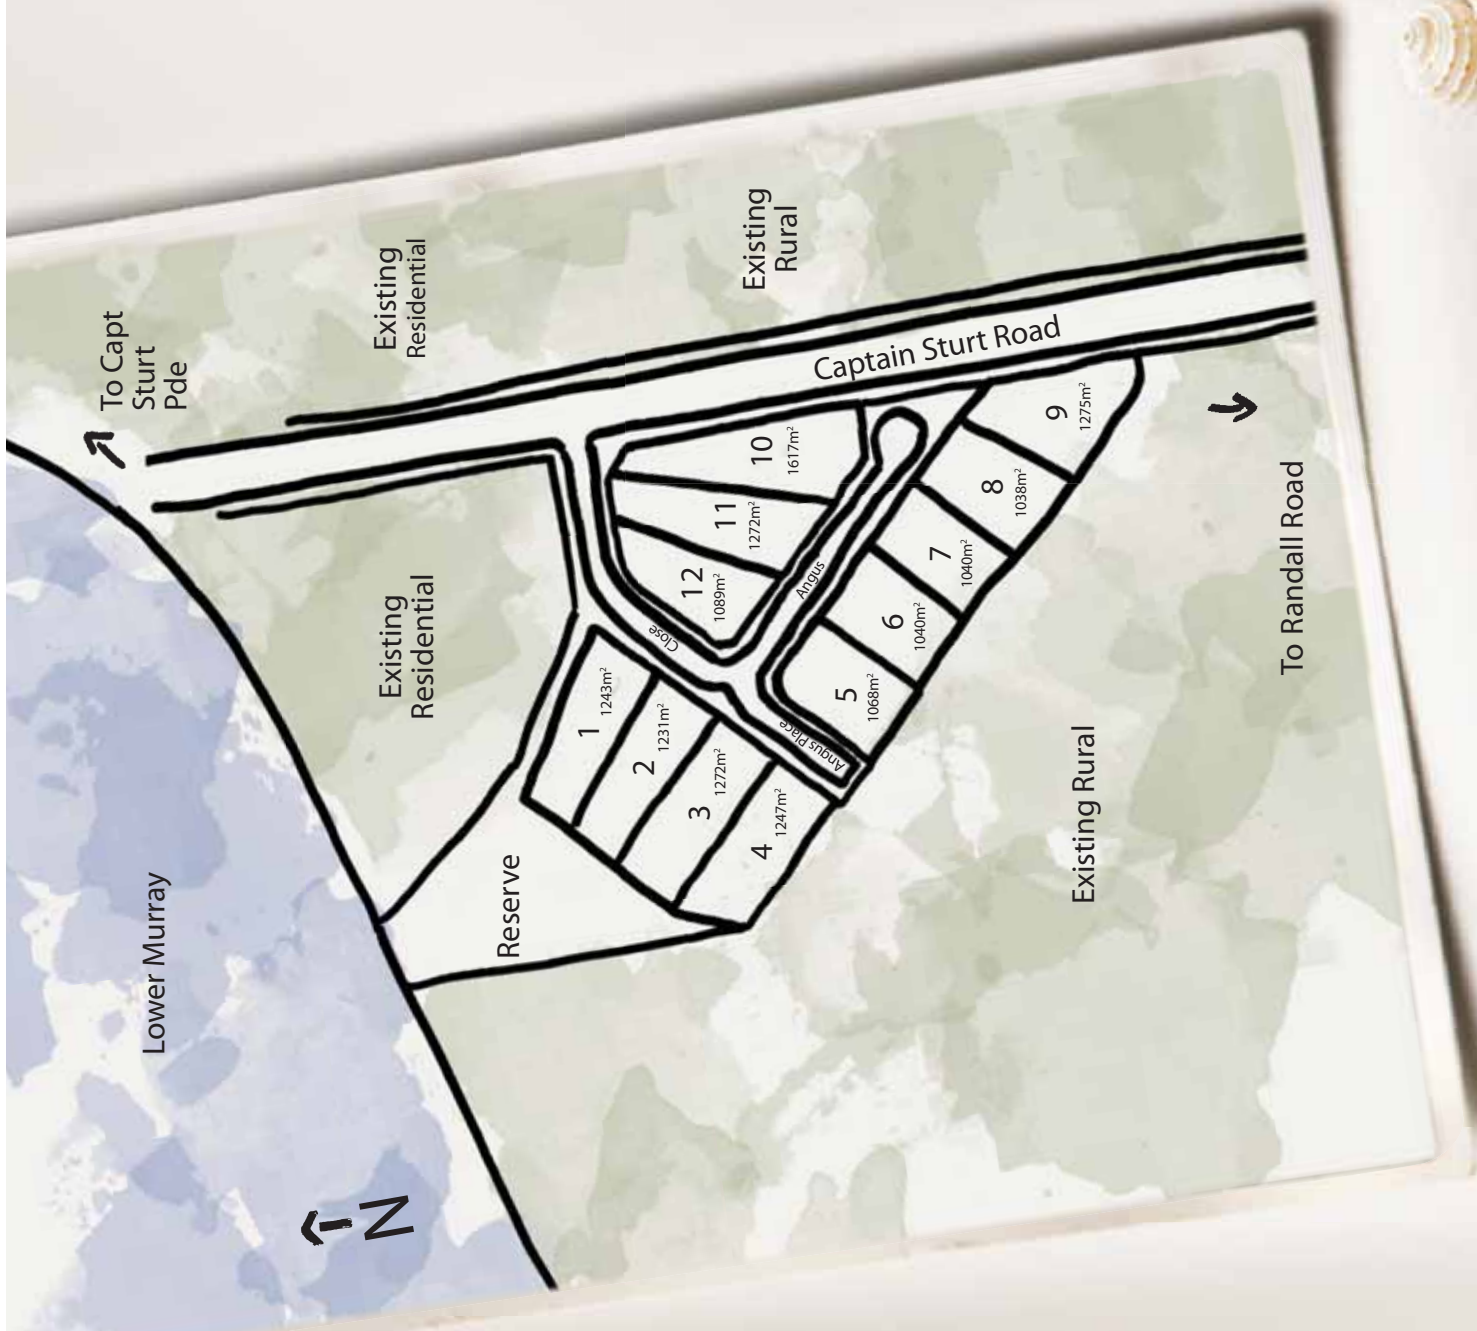 To Capt
Sturt
Pde
Existing
Residential
Existing
Rural
Captain Sturt Road
Existing
Residential
Lower Murray
Reserve
N
1
1243m²
2
1231m²
3
1272m²
4
1247m²
5
1068m²
6
1040m²
7
1040m²
8
1038m²
9
1275m²
10
1617m²
11
1272m²
12
1089m²
Close
Angus
Angus Place
Existing Rural
To Randall Road